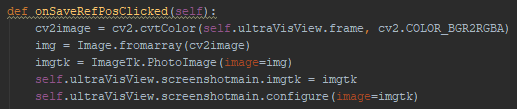 def onSaveRefPosClicked(self):
cv2image = cv2.cvtColor(self.ultraVisView.frame, cv2.COLOR_BGR2RGBA)
img = Image.fromarray(cv2image)
imgtk = ImageTk.PhotoImage(image=img)
self.ultraVisView.screenshotmain.imgtk = imgtk
self.ultraVisView.screenshotmain.configure(image=imgtk)